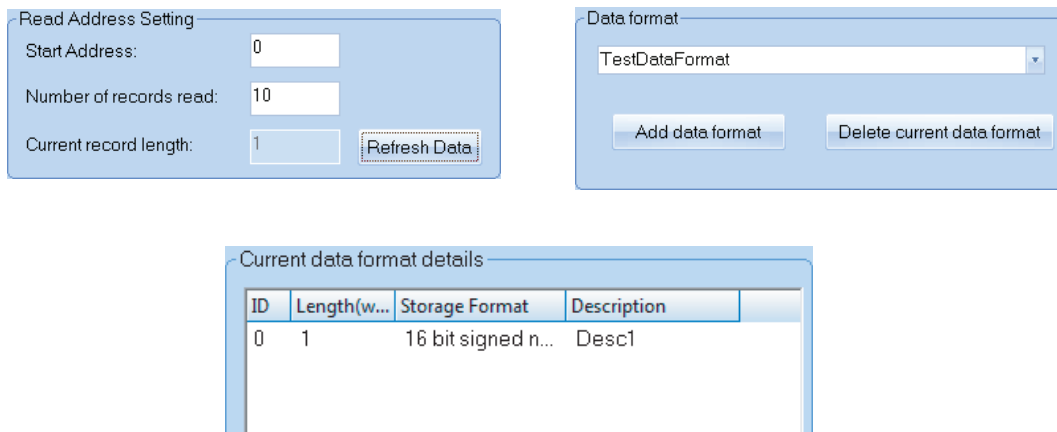 Read Address Setting
Start Address: 0
Number of records read: 10
Current record length: 1
Refresh Data
Data format
TestDataFormat
Add data format Delete current data format
Current data format details
ID Length(w... Storage Format Description
0 1 16 bit signed n... Desc1